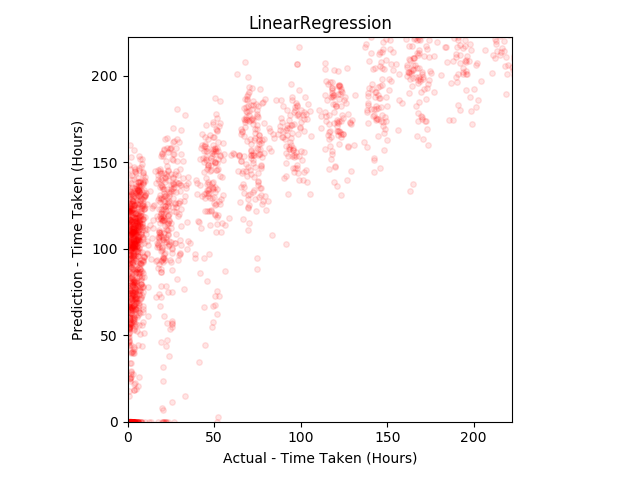 LinearRegression
Prediction - Time Taken (Hours)
200
150
100
50
0
0 50 100 150 200
Actual - Time Taken (Hours)